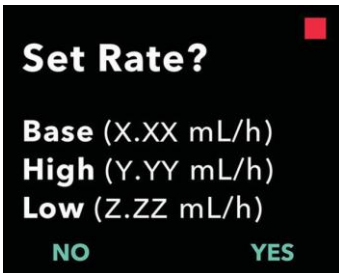 Set Rate?
Base (X.XX mL/h)
High (Y.YY mL/h)
Low (Z.ZZ mL/h)
NO YES